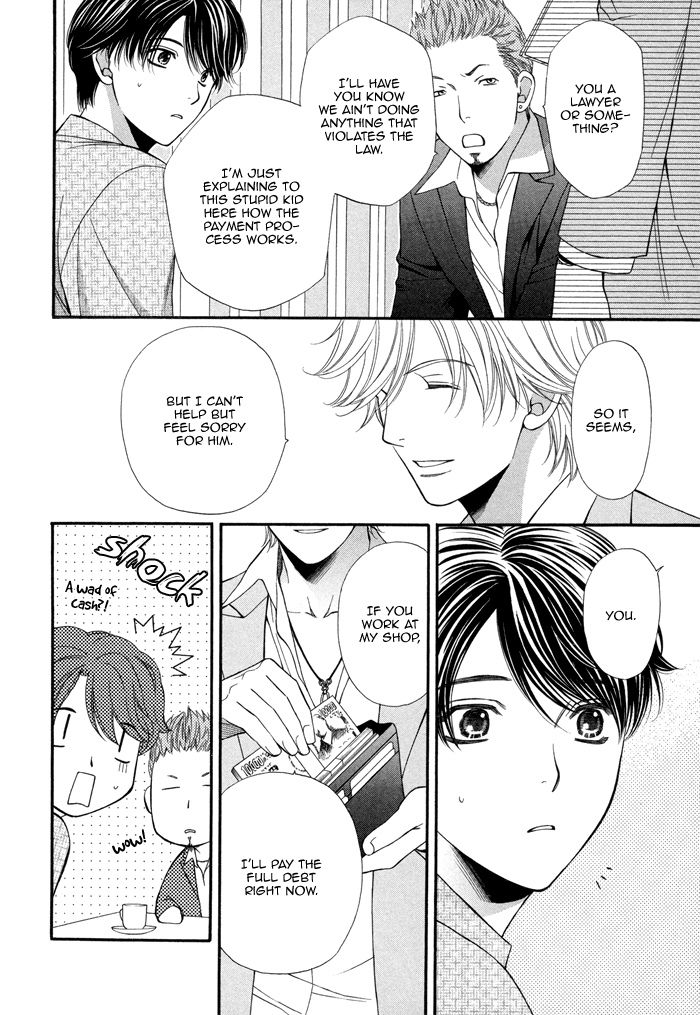 YOU A
LAWYER
OR SOME-
THING?
I'LL HAVE
YOU KNOW
WE AIN'T DOING
ANYTHING THAT
VIOLATES THE
LAW.
I'M JUST
EXPLAINING TO
THIS STUPID KID
HERE HOW THE
PAYMENT PRO-
CESS WORKS.
SO IT
SEEMS,
BUT I CAN'T
HELP BUT
FEEL SORRY
FOR HIM.
YOU.
IF YOU
WORK AT
MY SHOP,
I'LL PAY THE
FULL DEBT
RIGHT NOW.
shock
A wad of
cash?!
wow!